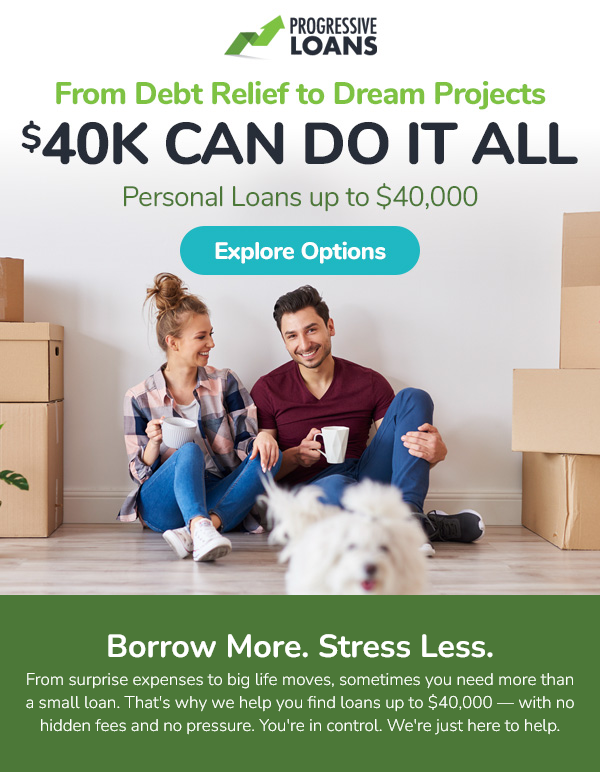 PROGRESSIVE
LOANS
From Debt Relief to Dream Projects
$40K CAN DO IT ALL
Personal Loans up to $40,000
Explore Options
Borrow More. Stress Less.
From surprise expenses to big life moves, sometimes you need more than
a small loan. That's why we help you find loans up to $40,000 — with no
hidden fees and no pressure. You're in control. We're just here to help.